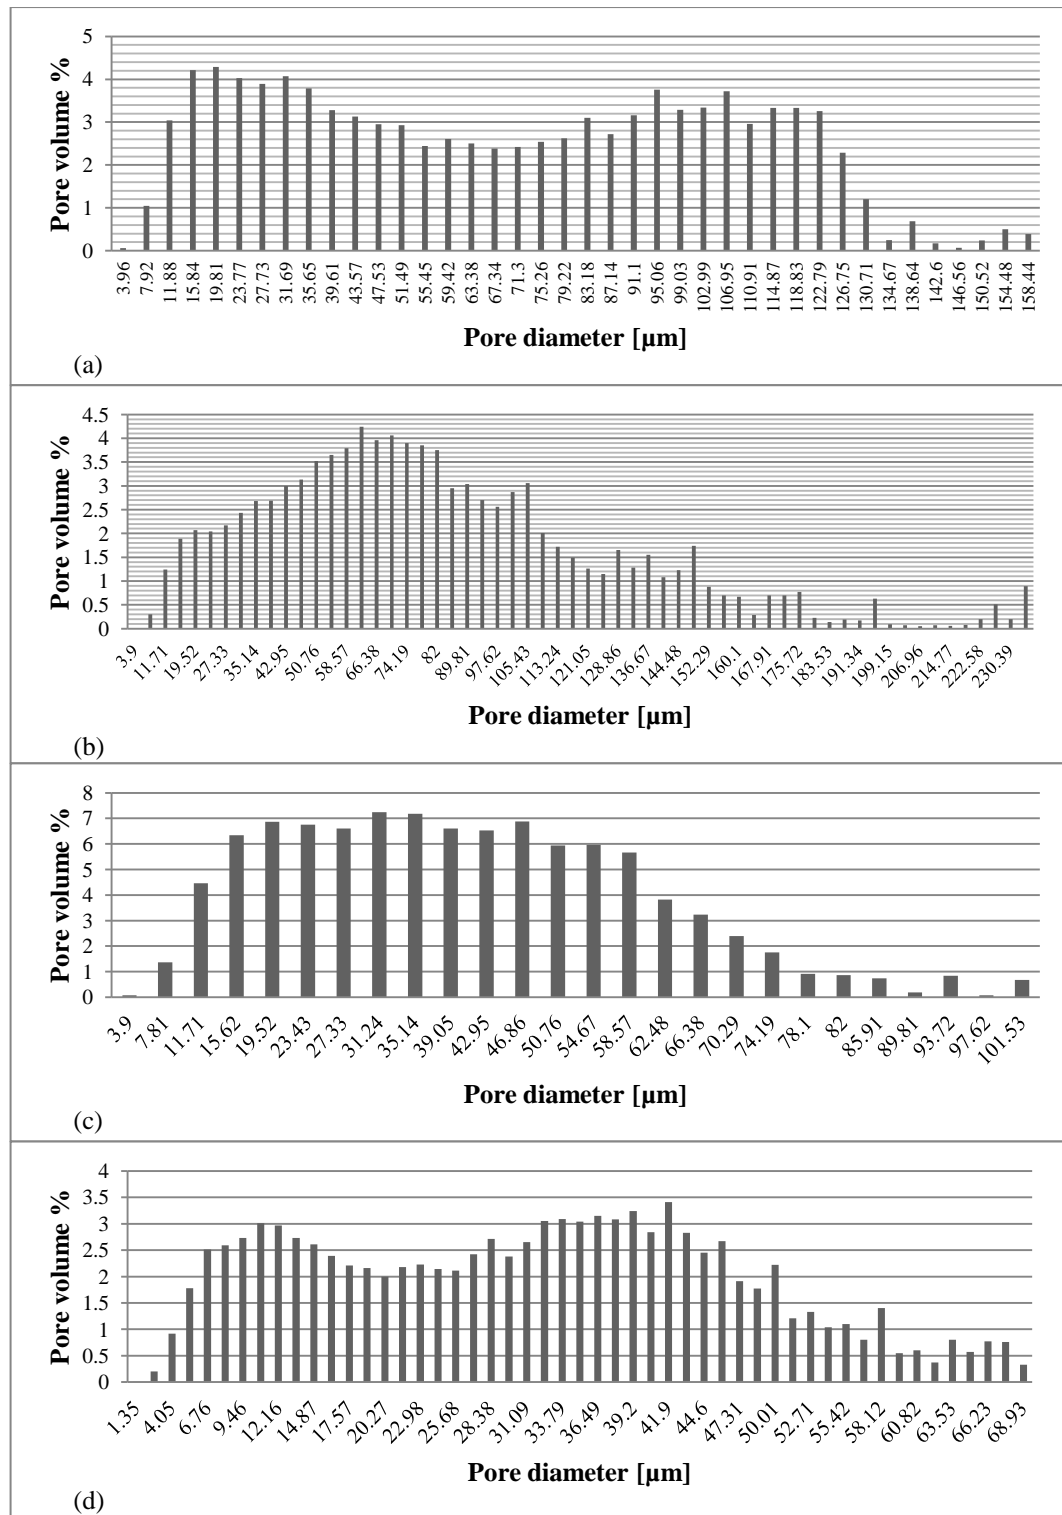 Pore volume %
5
4
3
2
1
0
3.96 7.92 11.88 15.84 19.81 23.77 27.73 31.69 35.65 39.61 43.57 47.53 51.49 55.45 59.42 63.38 67.34 71.3 75.26 79.22 83.18 87.14 91.1 95.06 99.03 102.99 106.95 110.91 114.87 118.83 122.79 126.75 130.71 134.67 138.64 142.6 146.56 150.52 154.48 158.44
Pore diameter [µm]
(a)
Pore volume %
4.5
4
3.5
3
2.5
2
1.5
1
0.5
0
3.9 11.71 19.52 27.33 35.14 42.95 50.76 58.57 66.38 74.19 82 89.81 97.62 105.43 113.24 121.05 128.86 136.67 144.48 152.29 160.1 167.91 175.72 183.53 191.34 199.15 206.96 214.77 222.58 230.39
Pore diameter [µm]
(b)
Pore volume %
8
7
6
5
4
3
2
1
0
3.9 7.81 11.71 15.62 19.52 23.43 27.33 31.24 35.14 39.05 42.95 46.86 50.76 54.67 58.57 62.48 66.38 70.29 74.19 78.1 82 85.91 89.81 93.72 97.62 101.53
Pore diameter [µm]
(c)
Pore volume %
4
3.5
3
2.5
2
1.5
1
0.5
0
1.35 4.05 6.76 9.46 12.16 14.87 17.57 20.27 22.98 25.68 28.38 31.09 33.79 36.49 39.2 41.9 44.6 47.31 50.01 52.71 55.42 58.12 60.82 63.53 66.23 68.93
Pore diameter [µm]
(d)